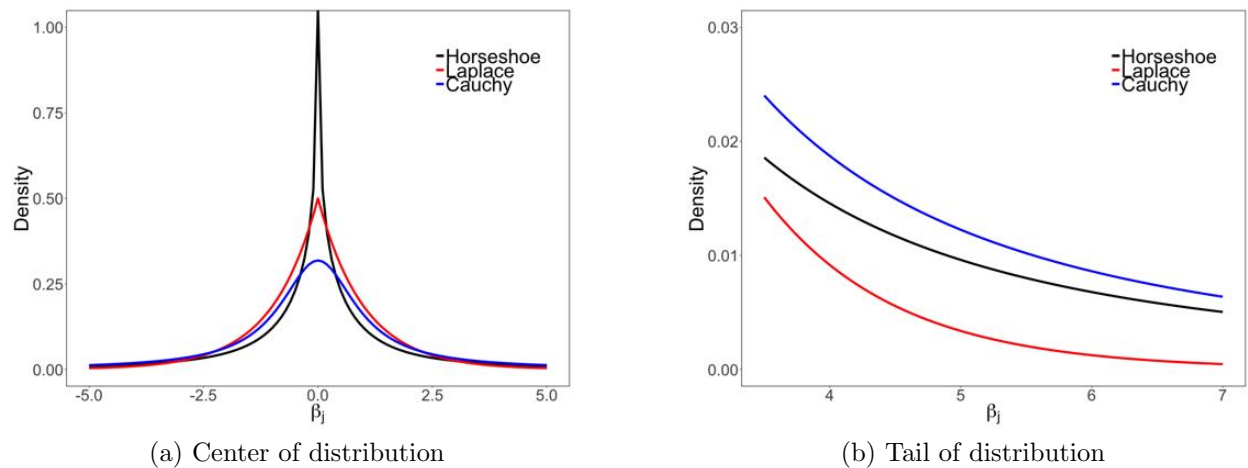 1.00
0.75
0.50
0.25
0.00
Density
-5.0 -2.5 0.0 2.5 5.0
βj
Horseshoe
Laplace
Cauchy
(a) Center of distribution
0.03
0.02
0.01
0.00
Density
4 5 6 7
βj
Horseshoe
Laplace
Cauchy
(b) Tail of distribution